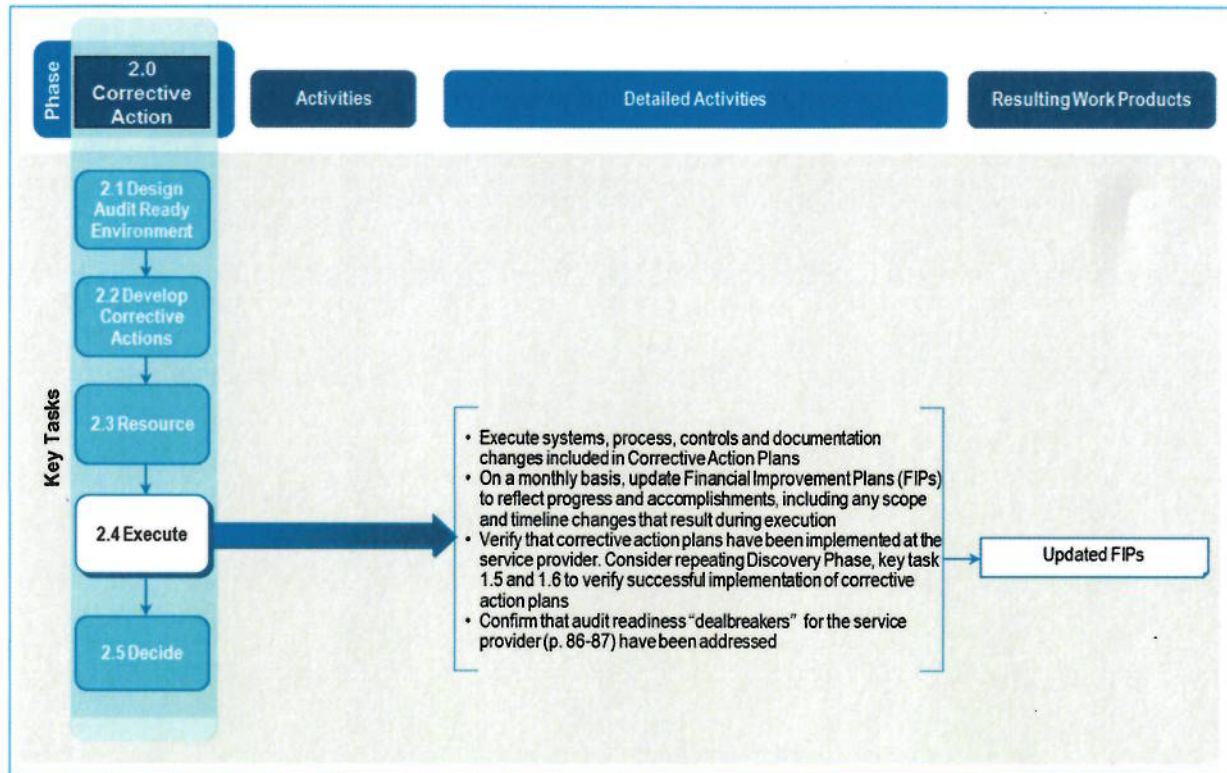 Phase
2.0
Corrective
Action
Activities
Detailed Activities
Resulting Work Products
Key Tasks
2.1 Design
Audit Ready
Environment
2.2 Develop
Corrective
Actions
2.3 Resource
2.4 Execute
2.5 Decide
• Execute systems, process, controls and documentation
changes included in Corrective Action Plans
• On a monthly basis, update Financial Improvement Plans (FIPs)
to reflect progress and accomplishments, including any scope
and timeline changes that result during execution
• Verify that corrective action plans have been implemented at the
service provider. Consider repeating Discovery Phase, key task
1.5 and 1.6 to verify successful implementation of corrective
action plans
• Confirm that audit readiness “dealbreakers” for the service
provider (p. 86-87) have been addressed
Updated FIPs